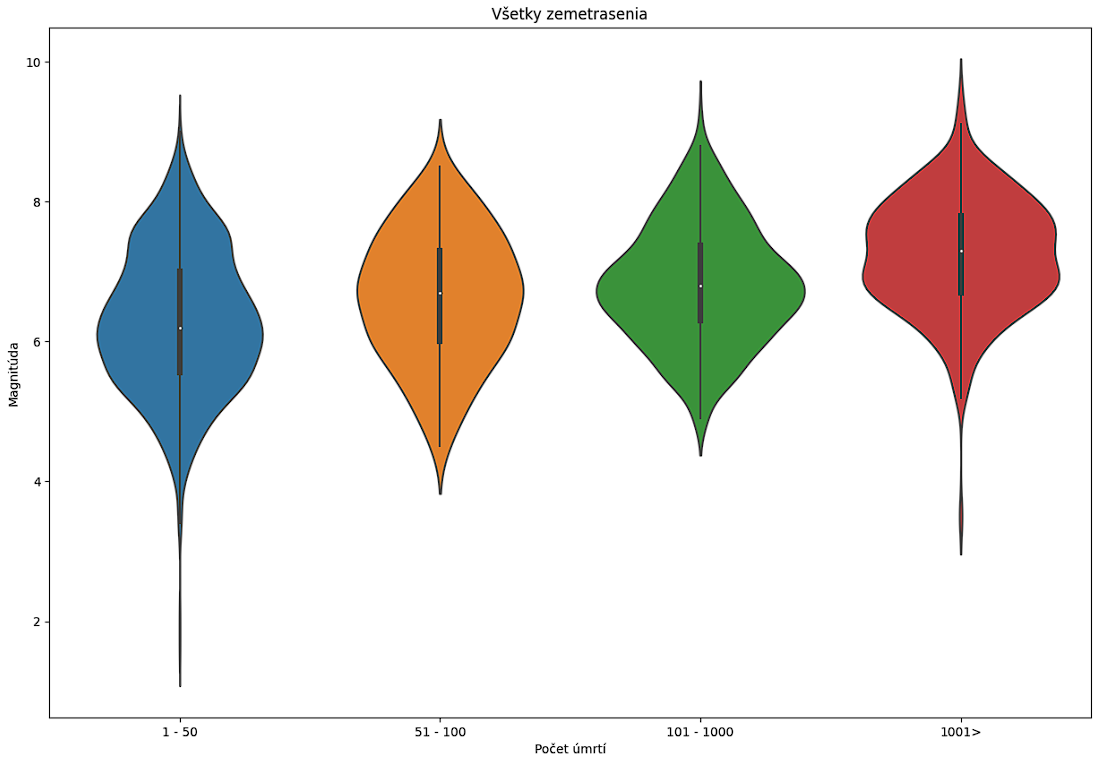 Všetky zemetrasenia
Magnitúda
10
8
6
4
2
1 - 50
51 - 100
101 - 1000
1001>
Počet úmrtí